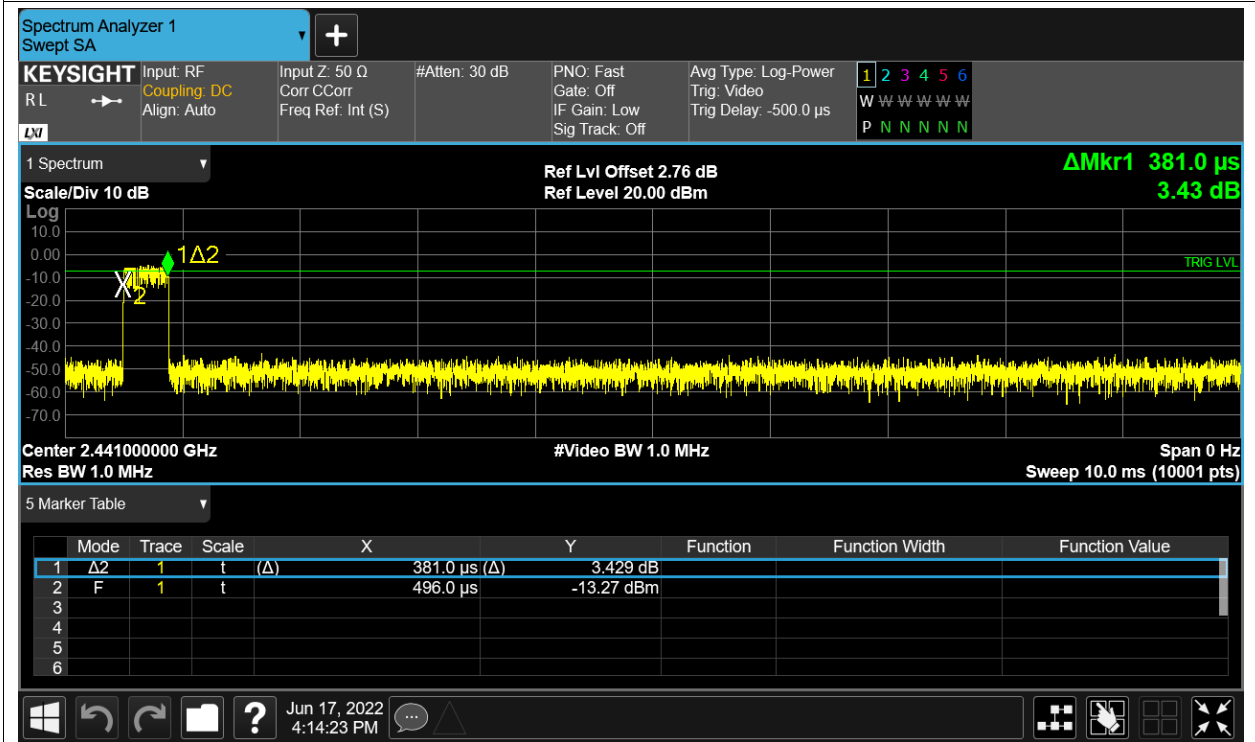 Spectrum Analyzer 1
Swept SA
+
KEYSIGHT
R L
LXI
Input: RF
Coupling: DC
Align: Auto
Input Z: 50 Ω
Corr CCorr
Freq Ref: Int (S)
#Atten: 30 dB
PNO: Fast
Gate: Off
IF Gain: Low
Sig Track: Off
Avg Type: Log-Power
Trig: Video
Trig Delay: -500.0 µs
1 2 3 4 5 6
W W W W W W
P N N N N N
1 Spectrum
Scale/Div 10 dB
Ref Lvl Offset 2.76 dB
Ref Level 20.00 dBm
ΔMkr1 381.0 µs
3.43 dB
Log
10.0
0.00
-10.0
-20.0
-30.0
-40.0
-50.0
-60.0
-70.0
1Δ2
X2
TRIG LVL
Center 2.441000000 GHz
Res BW 1.0 MHz
#Video BW 1.0 MHz
Span 0 Hz
Sweep 10.0 ms (10001 pts)
5 Marker Table
Mode Trace Scale X Y Function Function Width Function Value
1 Δ2 1 t (Δ) 381.0 µs (Δ) 3.429 dB
2 F 1 t 496.0 µs -13.27 dBm
3
4
5
6
?
Jun 17, 2022
4:14:23 PM